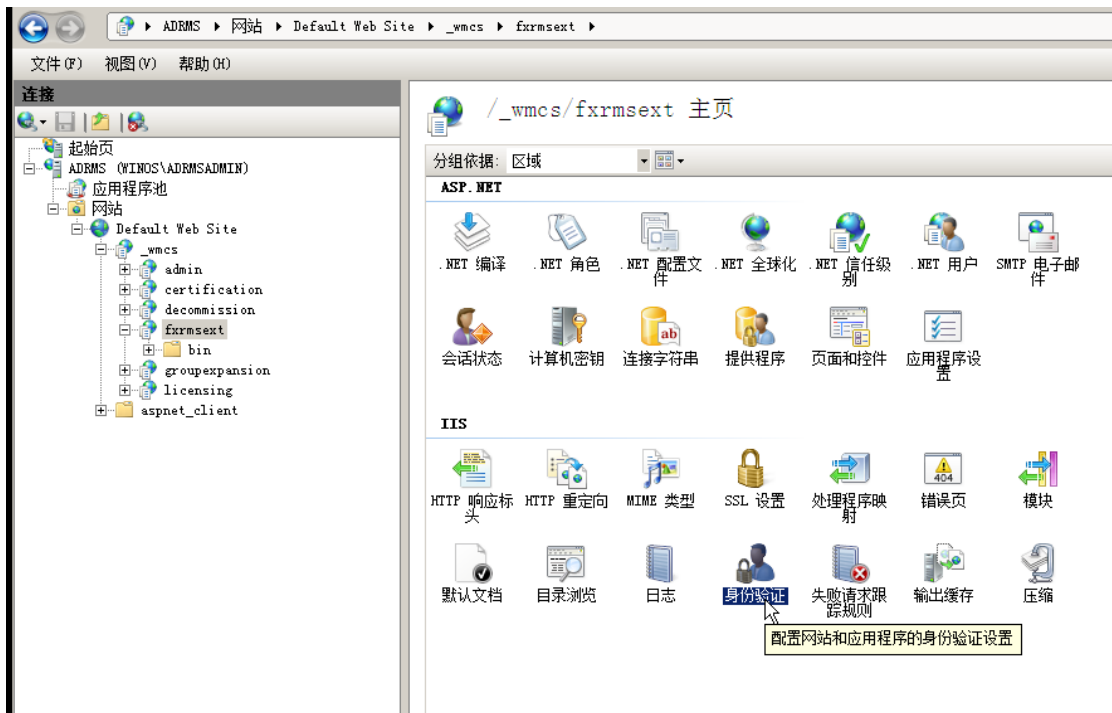 ADRMS 网站 Default Web Site _wmcs fxrmsext
文件(F) 视图(V) 帮助(H)
连接
起始页
ADRMS (WINOS\ADRMSADMIN)
应用程序池
网站
Default Web Site
_wmcs
admin
certification
decommission
fxrmsext
bin
groupexpansion
licensing
aspnet_client
/_wmcs/fxrmsext 主页
分组依据: 区域
ASP.NET
.NET 编译
.NET 角色
.NET 配置文
件
.NET 全球化
.NET 信任级
别
.NET 用户
SMTP 电子邮
件
会话状态
计算机密钥
连接字符串
提供程序
页面和控件
应用程序设
置
IIS
HTTP 响应标
头
HTTP 重定向
MIME 类型
SSL 设置
处理程序映
射
404
错误页
模块
默认文档
目录浏览
日志
身份验证
失败请求跟
踪规则
输出缓存
压缩
配置网站和应用程序的身份验证设置